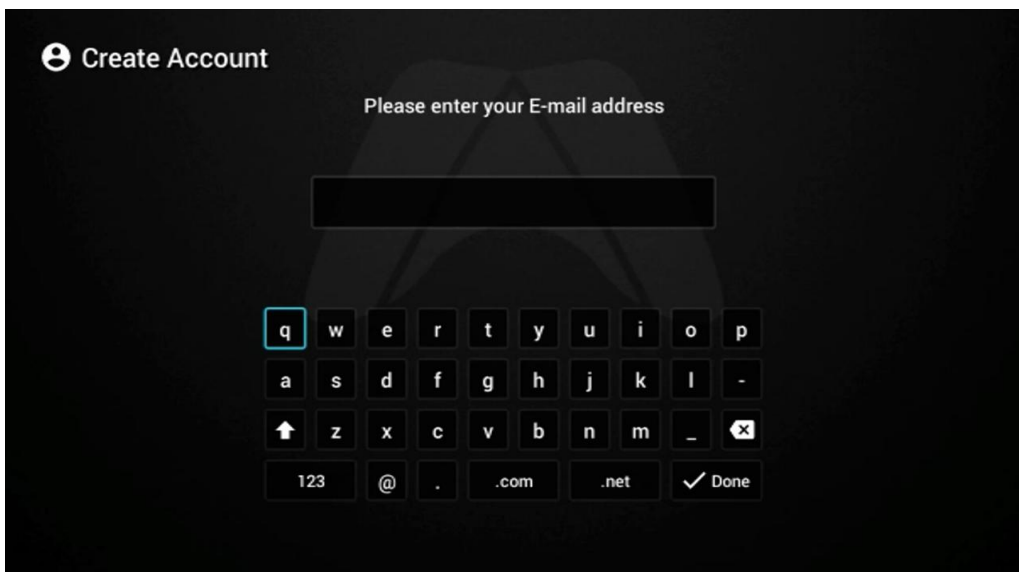 Create Account
Please enter your E-mail address
q w e r t y u i o p
a s d f g h j k l -
z x c v b n m _
123 @ . .com .net Done